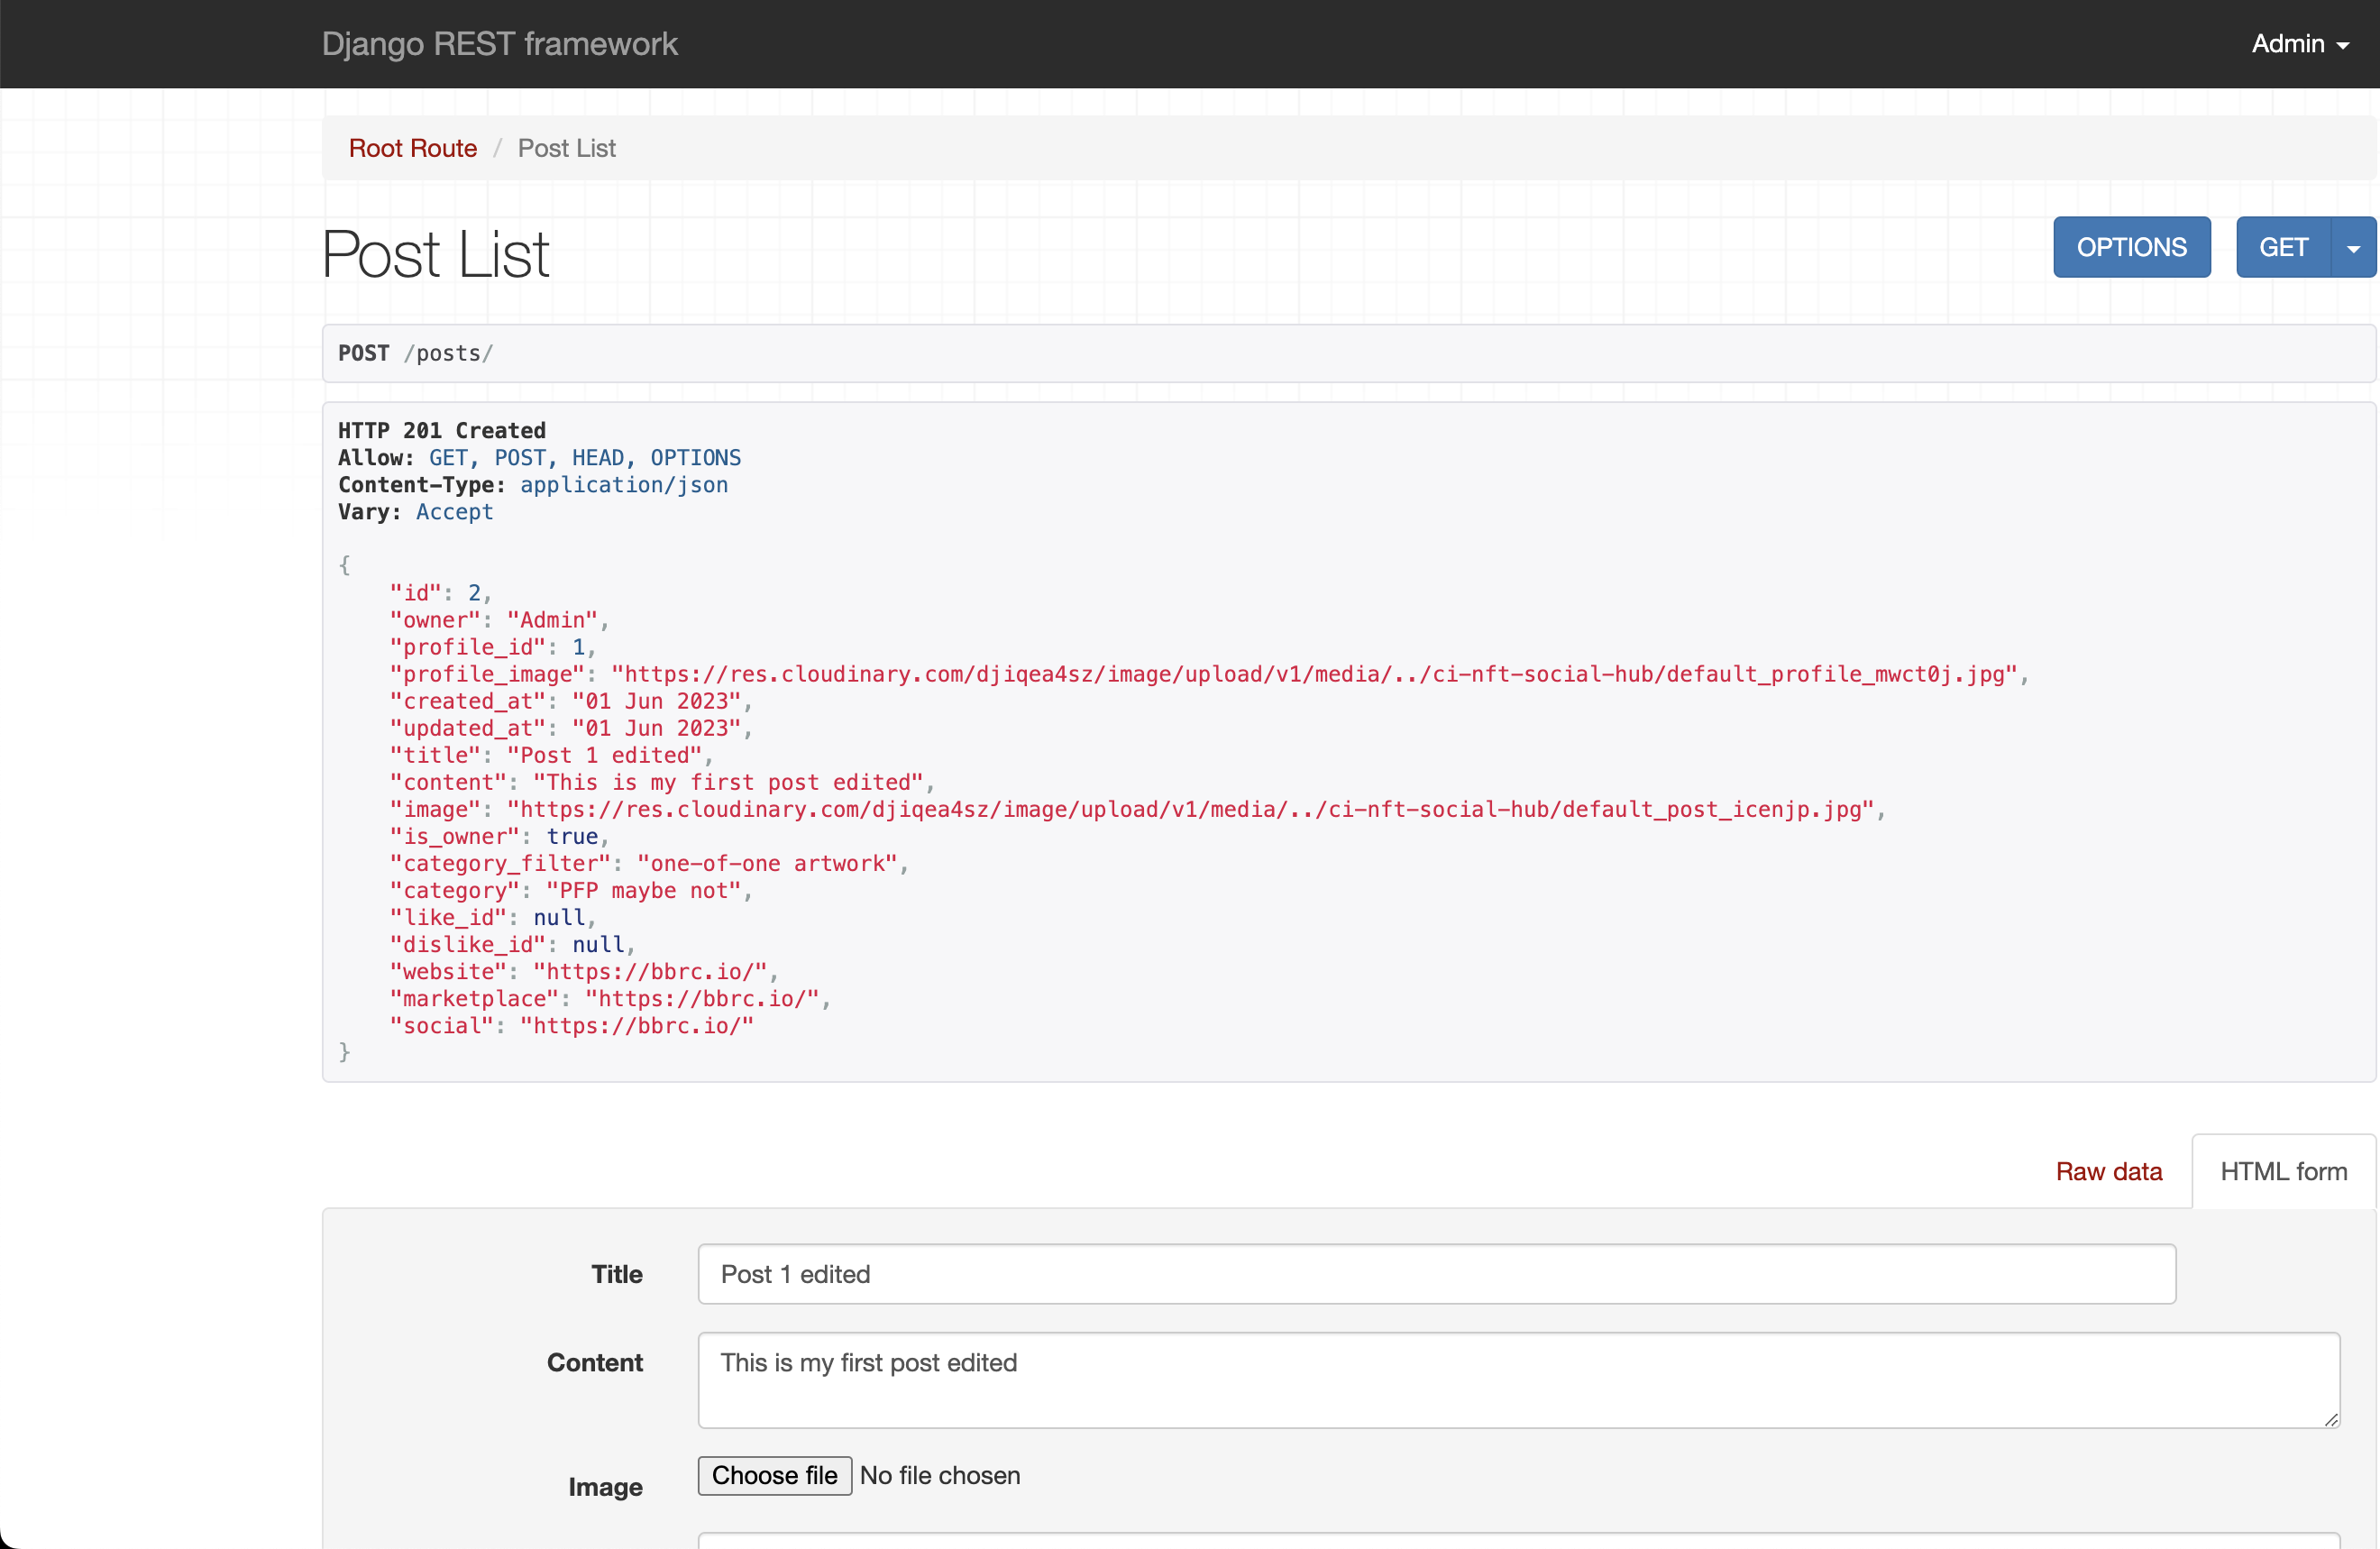 Django REST framework
Admin
Root Route / Post List
Post List
OPTIONS
GET
POST /posts/
HTTP 201 Created
Allow: GET, POST, HEAD, OPTIONS
Content-Type: application/json
Vary: Accept
{
    "id": 2,
    "owner": "Admin",
    "profile_id": 1,
    "profile_image": "https://res.cloudinary.com/djiqea4sz/image/upload/v1/media/../ci-nft-social-hub/default_profile_mwct0j.jpg",
    "created_at": "01 Jun 2023",
    "updated_at": "01 Jun 2023",
    "title": "Post 1 edited",
    "content": "This is my first post edited",
    "image": "https://res.cloudinary.com/djiqea4sz/image/upload/v1/media/../ci-nft-social-hub/default_post_icenjp.jpg",
    "is_owner": true,
    "category_filter": "one-of-one artwork",
    "category": "PFP maybe not",
    "like_id": null,
    "dislike_id": null,
    "website": "https://bbrc.io/",
    "marketplace": "https://bbrc.io/",
    "social": "https://bbrc.io/"
}
Raw data
HTML form
Title
Post 1 edited
Content
This is my first post edited
Image
Choose file No file chosen